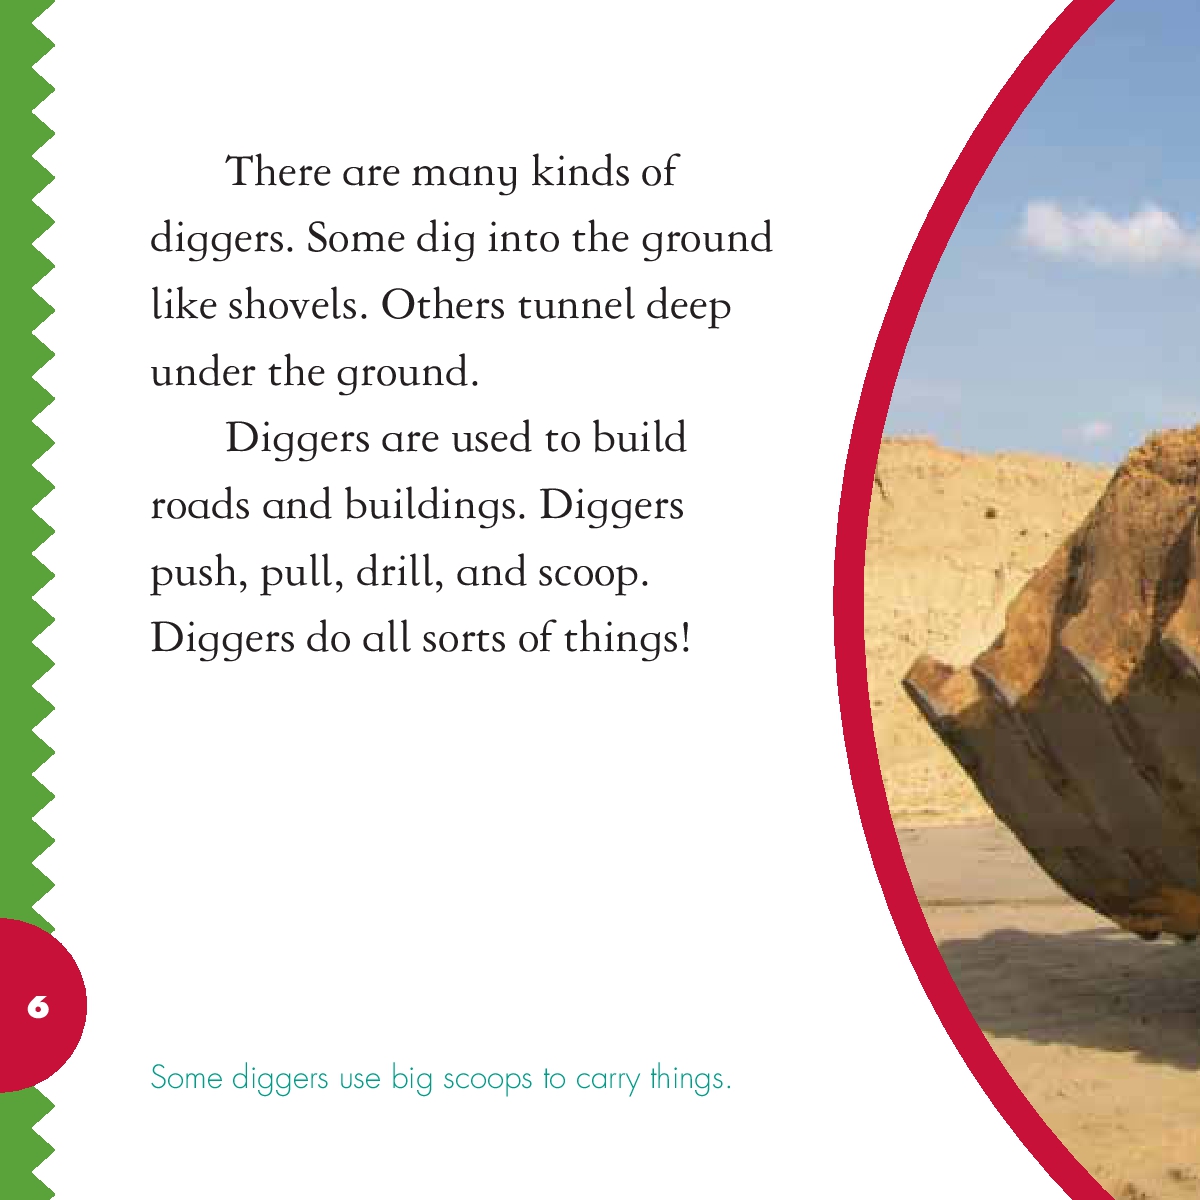 There are many kinds of
diggers. Some dig into the ground
like shovels. Others tunnel deep
under the ground.
Diggers are used to build
roads and buildings. Diggers
push, pull, drill, and scoop.
Diggers do all sorts of things!
6
Some diggers use big scoops to carry things.